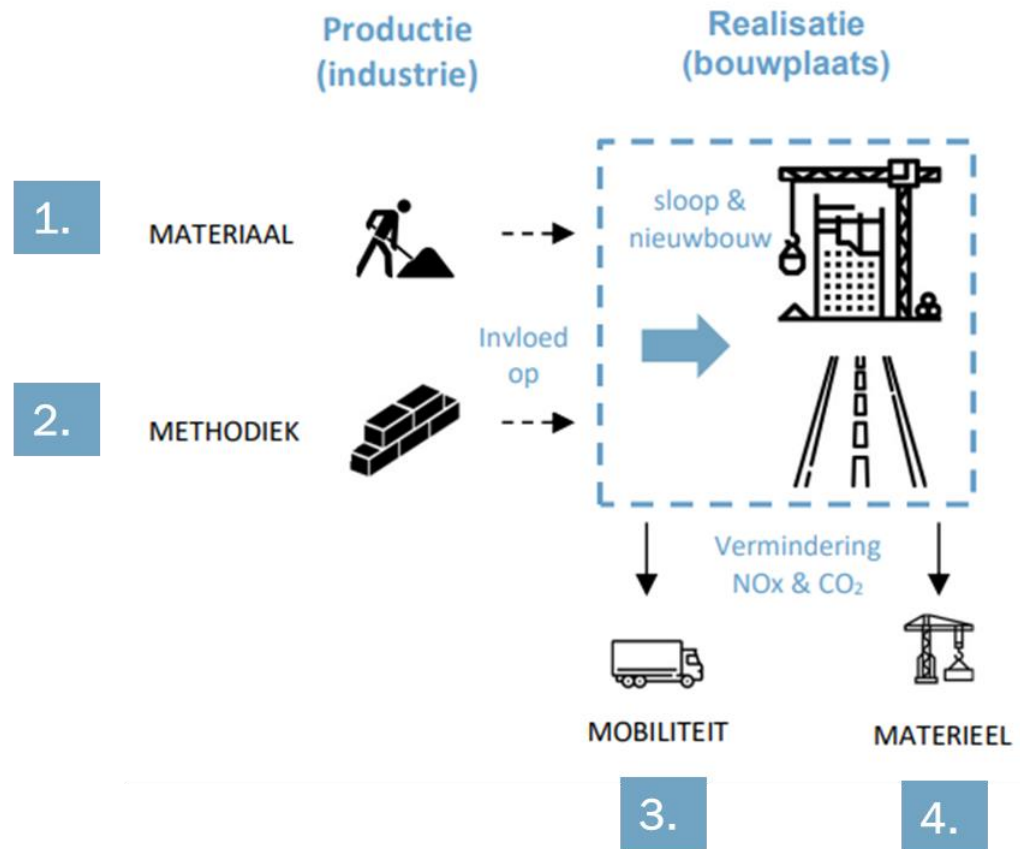 Productie
(industrie)
Realisatie
(bouwplaats)
1.
MATERIAAL
sloop &
nieuwbouw
Invloed
op
2.
METHODIEK
Vermindering
NOx & CO₂
MOBILITEIT
MATERIEEL
3.
4.